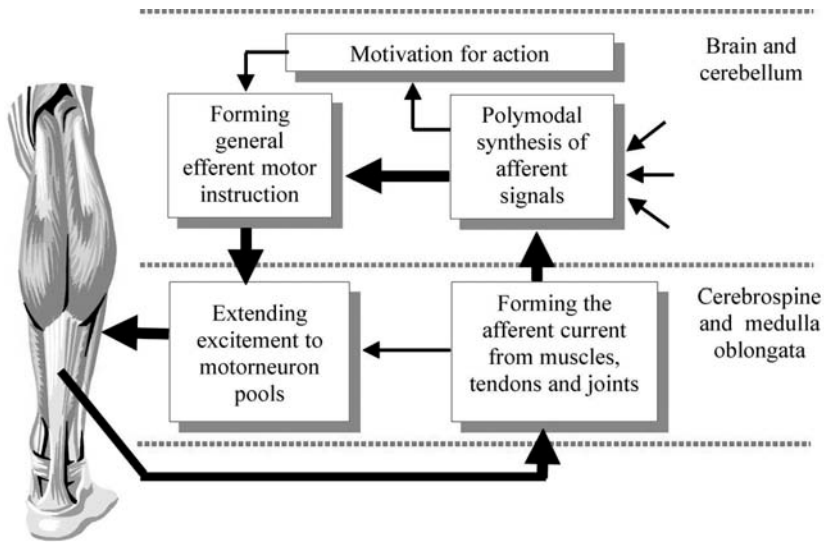 Motivation for action
Brain and
cerebellum
Forming
general
efferent motor
instruction
Polymodal
synthesis of
afferent
signals
Extending
excitement to
motorneuron
pools
Forming the
afferent current
from muscles,
tendons and joints
Cerebrospine
and medulla
oblongata